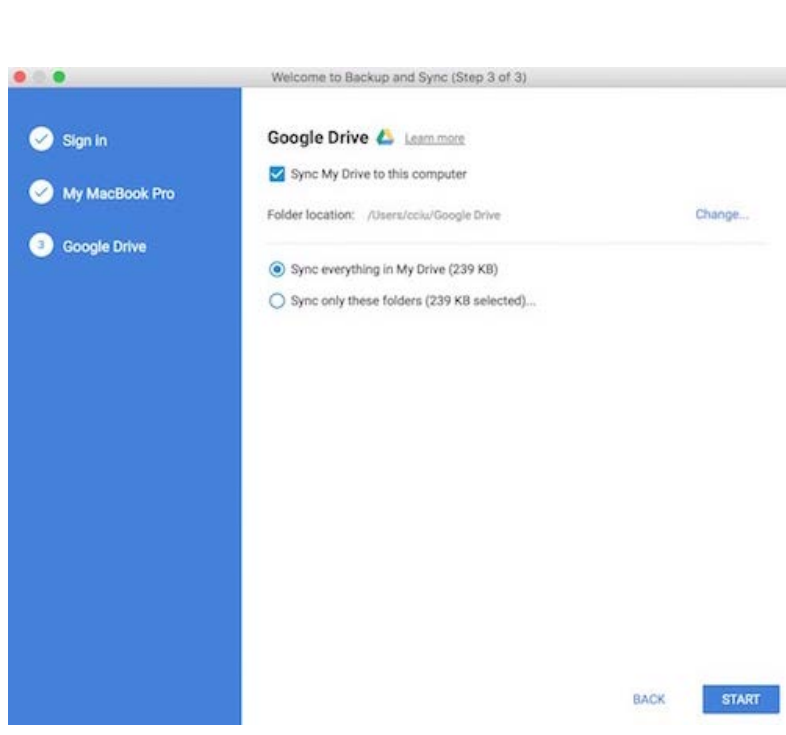 Welcome to Backup and Sync (Step 3 of 3)
Sign in
My MacBook Pro
3 Google Drive
Google Drive Learn more
Sync My Drive to this computer
Folder location: /Users/cciu/Google Drive Change...
Sync everything in My Drive (239 KB)
Sync only these folders (239 KB selected)...
BACK START